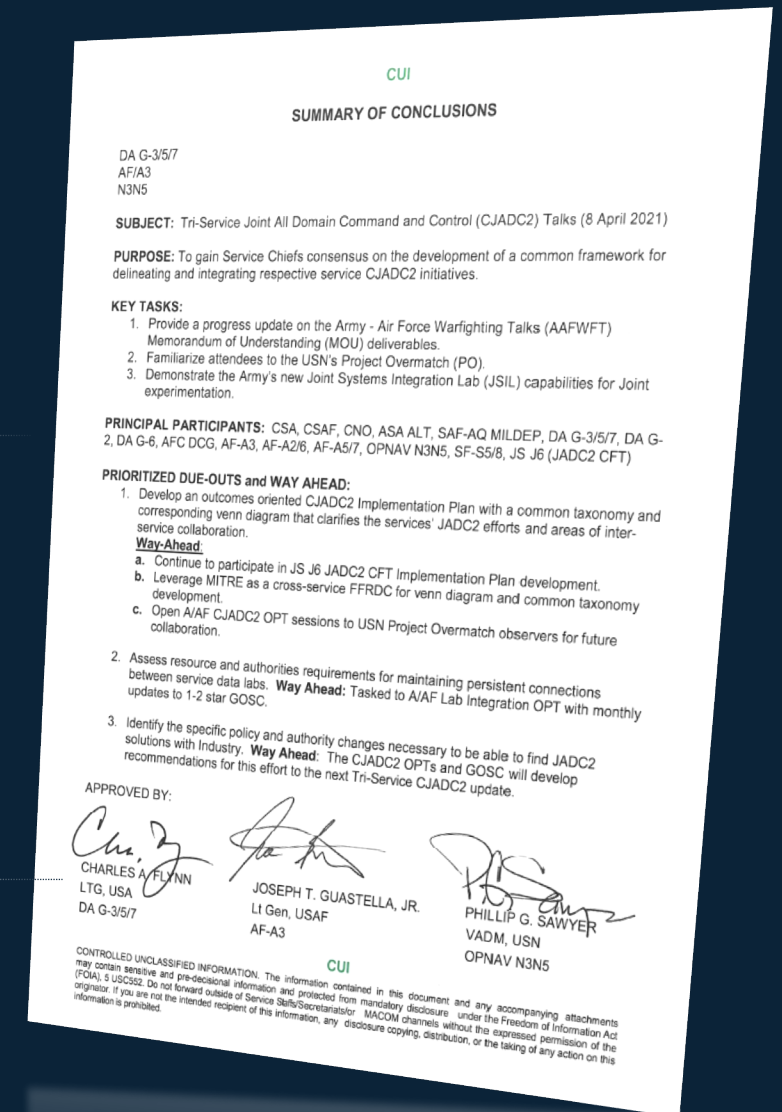 CUI
SUMMARY OF CONCLUSIONS
DA G-3/5/7
AF/A3
N3N5
SUBJECT: Tri-Service Joint All Domain Command and Control (CJADC2) Talks (8 April 2021)
PURPOSE: To gain Service Chiefs consensus on the development of a common framework for
delineating and integrating respective service CJADC2 initiatives.
KEY TASKS:
1. Provide a progress update on the Army - Air Force Warfighting Talks (AAFWFT)
Memorandum of Understanding (MOU) deliverables.
2. Familiarize attendees to the USN's Project Overmatch (PO).
3. Demonstrate the Army's new Joint Systems Integration Lab (JSIL) capabilities for Joint
experimentation.
PRINCIPAL PARTICIPANTS: CSA, CSAF, CNO, ASA ALT, SAF-AQ MILDEP, DA G-3/5/7, DA G-
2, DA G-6, AFC DCG, AF-A3, AF-A2/6, AF-A5/7, OPNAV N3N5, SF-S5/8, JS J6 (JADC2 CFT)
PRIORITIZED DUE-OUTS and WAY AHEAD:
1. Develop an outcomes oriented CJADC2 Implementation Plan with a common taxonomy and
corresponding venn diagram that clarifies the services' JADC2 efforts and areas of inter-
service collaboration.
Way-Ahead:
a. Continue to participate in JS J6 JADC2 CFT Implementation Plan development.
b. Leverage MITRE as a cross-service FFRDC for venn diagram and common taxonomy
development.
c. Open A/AF CJADC2 OPT sessions to USN Project Overmatch observers for future
collaboration.
2. Assess resource and authorities requirements for maintaining persistent connections
between service data labs. Way Ahead: Tasked to A/AF Lab Integration OPT with monthly
updates to 1-2 star GOSC.
3. Identify the specific policy and authority changes necessary to be able to find JADC2
solutions with Industry. Way Ahead: The CJADC2 OPTs and GOSC will develop
recommendations for this effort to the next Tri-Service CJADC2 update.
APPROVED BY:
CHARLES A FLYNN
LTG, USA
DA G-3/5/7
JOSEPH T. GUASTELLA, JR.
Lt Gen, USAF
AF-A3
PHILLIP G. SAWYER
VADM, USN
OPNAV N3N5
CUI
CONTROLLED UNCLASSIFIED INFORMATION. The information contained in this document and any accompanying attachments
may contain sensitive and pre-decisional information and protected from mandatory disclosure under the Freedom of Information Act
(FOIA), 5 USC552. Do not forward outside of Service Staffs/Secretariats/or MACOM channels without the expressed permission of the
originator. If you are not the intended recipient of this information, any disclosure copying, distribution, or the taking of any action on this
information is prohibited.